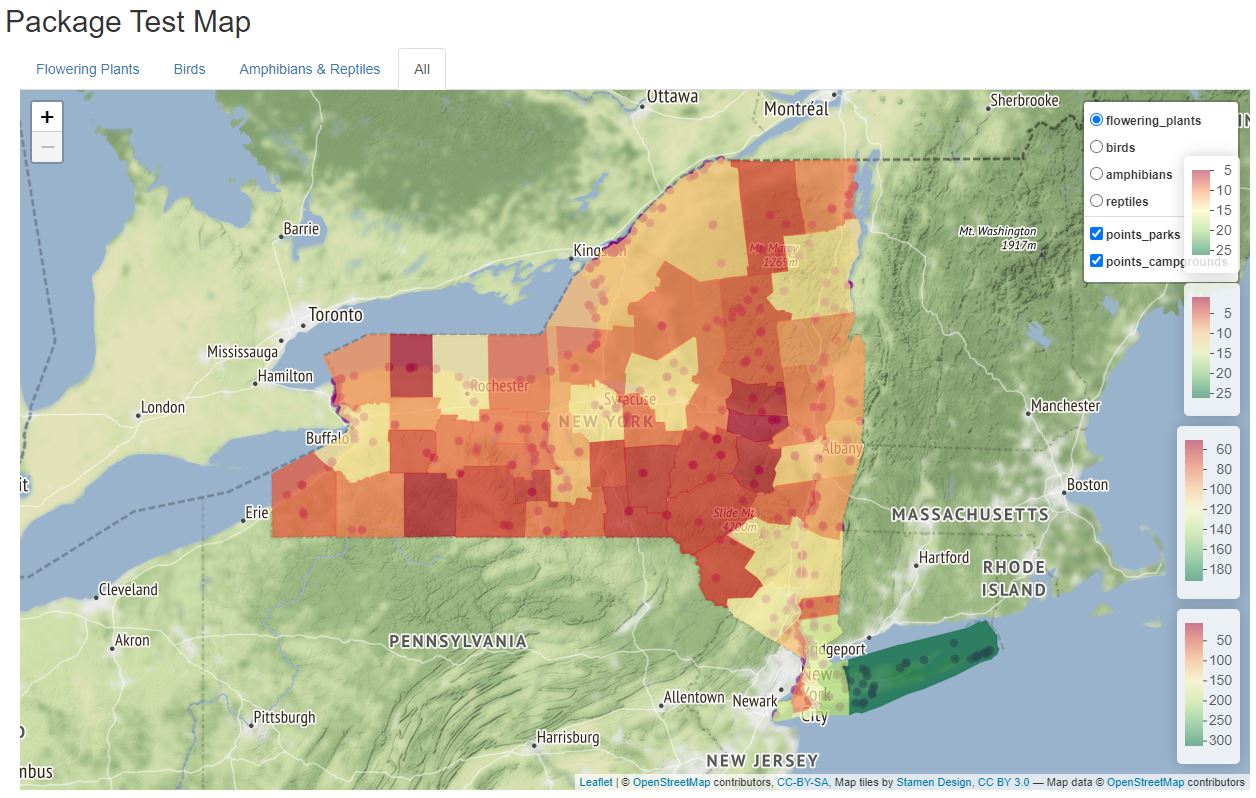 Package Test Map
Flowering Plants Birds Amphibians & Reptiles All
+
−
Ottawa
Montréal
Sherbrooke
flowering_plants
birds
amphibians
reptiles
points_parks
points_campgrounds
5
10
15
20
25
Barrie
Mt. Washington
1917m
Mt. Marcy
Toronto
5
10
15
20
25
Mississauga
Hamilton
Rochester
London
Syracuse
Manchester
NEW YORK
Buffalo
Albany
60
80
100
120
140
160
180
Boston
Erie
Slide Mt.
4200m
MASSACHUSETTS
Hartford
RHODE
ISLAND
Cleveland
Akron
PENNSYLVANIA
Bridgeport
50
100
150
200
250
300
New
York
City
Allentown
Newark
Pittsburgh
Harrisburg
NEW JERSEY
mbus
Leaflet | © OpenStreetMap contributors, CC-BY-SA, Map tiles by Stamen Design, CC BY 3.0 — Map data © OpenStreetMap contributors